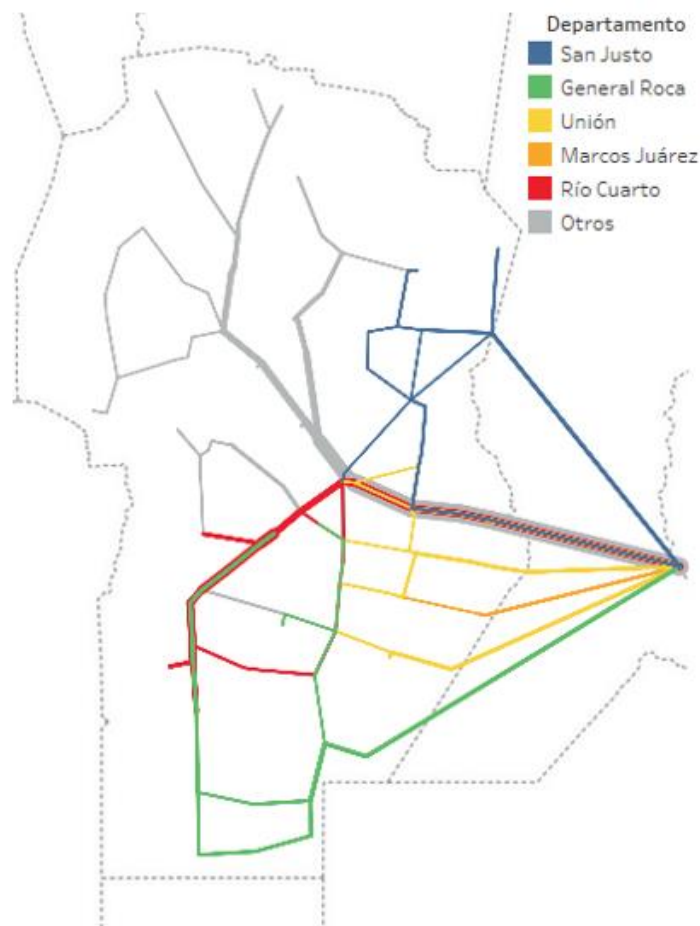 Departamento
San Justo
General Roca
Unión
Marcos Juárez
Río Cuarto
Otros